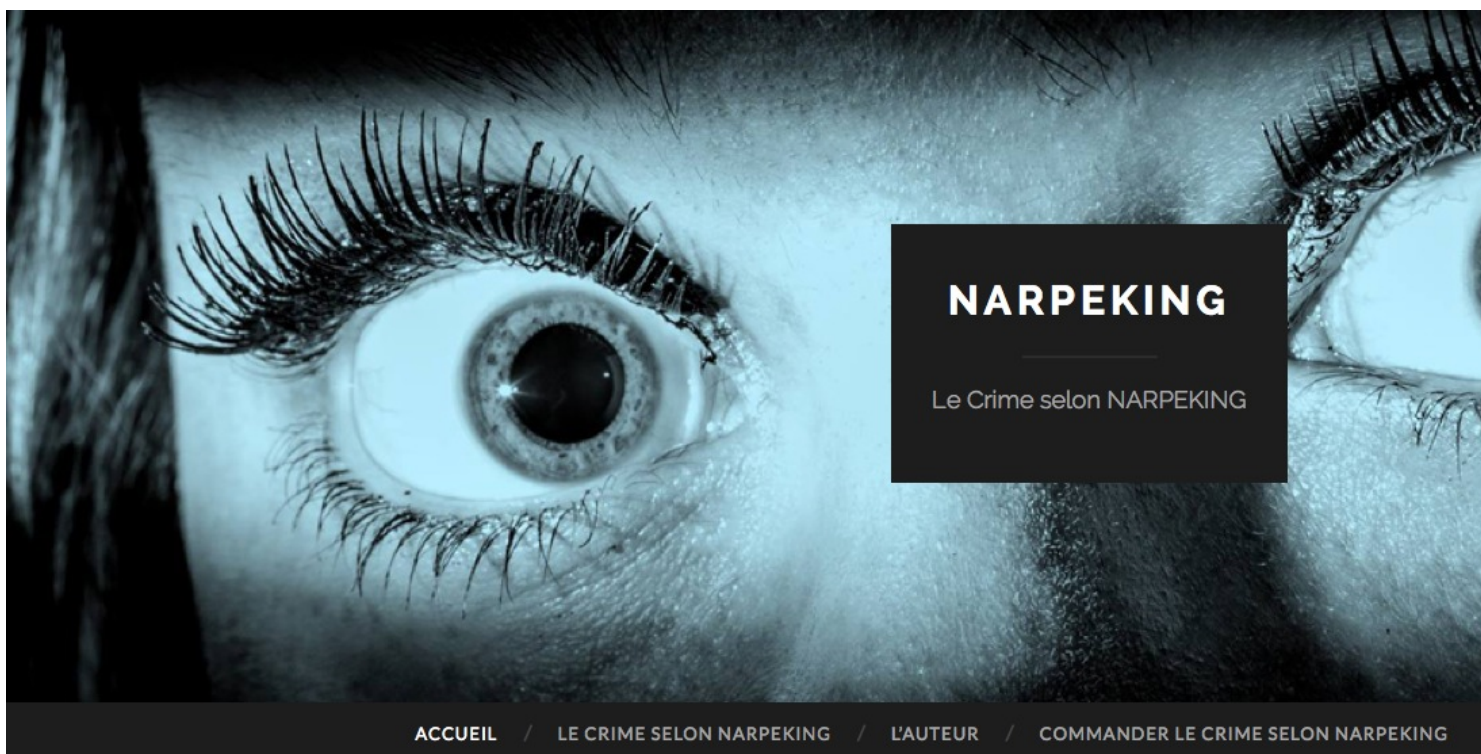 NARPEKING
Le Crime selon NARPEKING
ACCUEIL / LE CRIME SELON NARPEKING / L'AUTEUR / COMMANDER LE CRIME SELON NARPEKING